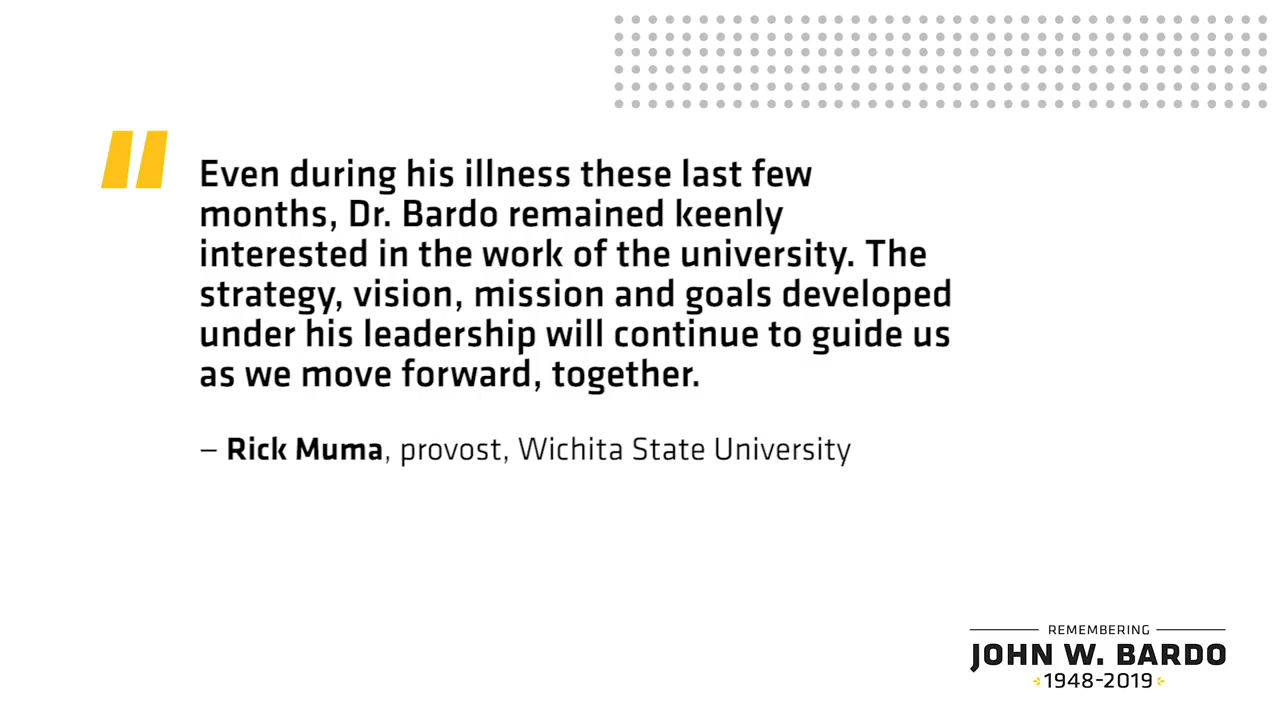 Even during his illness these last few
months, Dr. Bardo remained keenly
interested in the work of the university. The
strategy, vision, mission and goals developed
under his leadership will continue to guide us
as we move forward, together.
– Rick Muma, provost, Wichita State University
REMEMBERING
JOHN W. BARDO
1948-2019